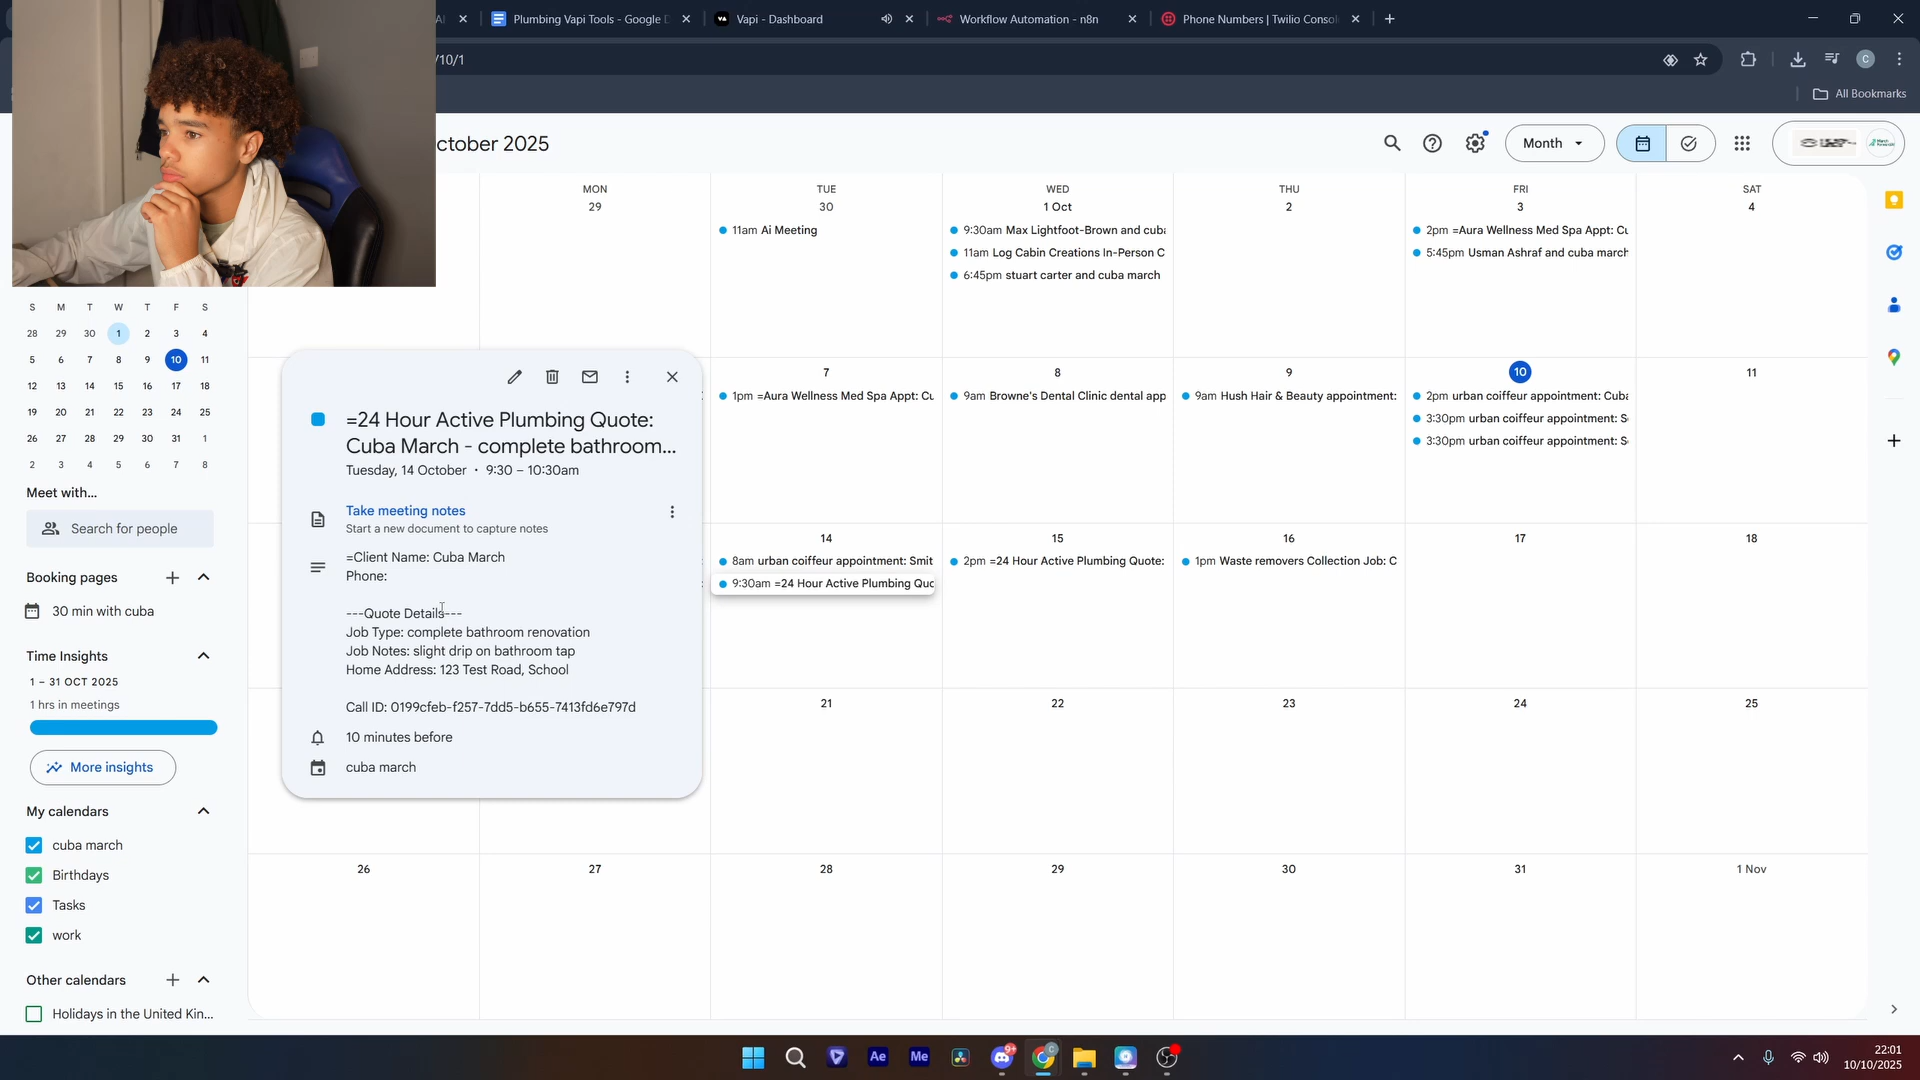 Plumbing Vapi Tools - Google D
Vapi - Dashboard
Workflow Automation - n8n
Phone Numbers | Twilio Consol
/10/1
All Bookmarks
ctober 2025
Month
MON
TUE
WED
THU
FRI
SAT
29
30
1 Oct
2
3
4
11am Ai Meeting
9:30am Max Lightfoot-Brown and cuba
11am Log Cabin Creations In-Person C
6:45pm stuart carter and cuba march
2pm =Aura Wellness Med Spa Appt: Cu
5:45pm Usman Ashraf and cuba march
S M T W T F S
28 29 30 1 2 3 4
5 6 7 8 9 10 11
12 13 14 15 16 17 18
19 20 21 22 23 24 25
26 27 28 29 30 31 1
2 3 4 5 6 7 8
Meet with...
Search for people
Booking pages
30 min with cuba
Time Insights
1 – 31 OCT 2025
1 hrs in meetings
More insights
My calendars
cuba march
Birthdays
Tasks
work
Other calendars
Holidays in the United Kin...
=24 Hour Active Plumbing Quote:
Cuba March - complete bathroom...
Tuesday, 14 October · 9:30 – 10:30am
Take meeting notes
Start a new document to capture notes
=Client Name: Cuba March
Phone:
---Quote Details---
Job Type: complete bathroom renovation
Job Notes: slight drip on bathroom tap
Home Address: 123 Test Road, School
Call ID: 0199cfeb-f257-7dd5-b655-7413fd6e797d
10 minutes before
cuba march
7
8
9
10
11
1pm =Aura Wellness Med Spa Appt: Cu
9am Browne's Dental Clinic dental app
9am Hush Hair & Beauty appointment:
2pm urban coiffeur appointment: Cuba
3:30pm urban coiffeur appointment: S
3:30pm urban coiffeur appointment: S
14
15
16
17
18
8am urban coiffeur appointment: Smit
9:30am =24 Hour Active Plumbing Quo
2pm =24 Hour Active Plumbing Quote:
1pm Waste removers Collection Job: C
21
22
23
24
25
26
27
28
29
30
31
1 Nov
Ae
Me
22:01
10/10/2025